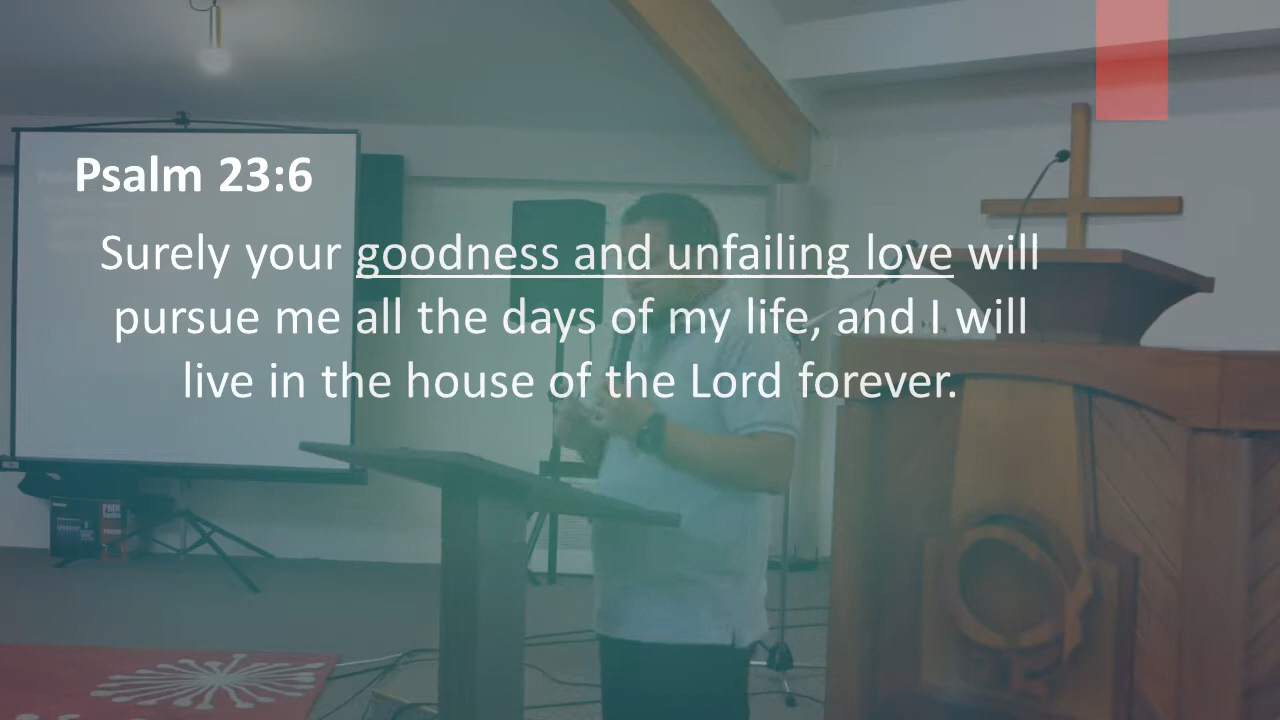 Psalm 23:6
Surely your goodness and unfailing love will
pursue me all the days of my life, and I will
live in the house of the Lord forever.
PMX